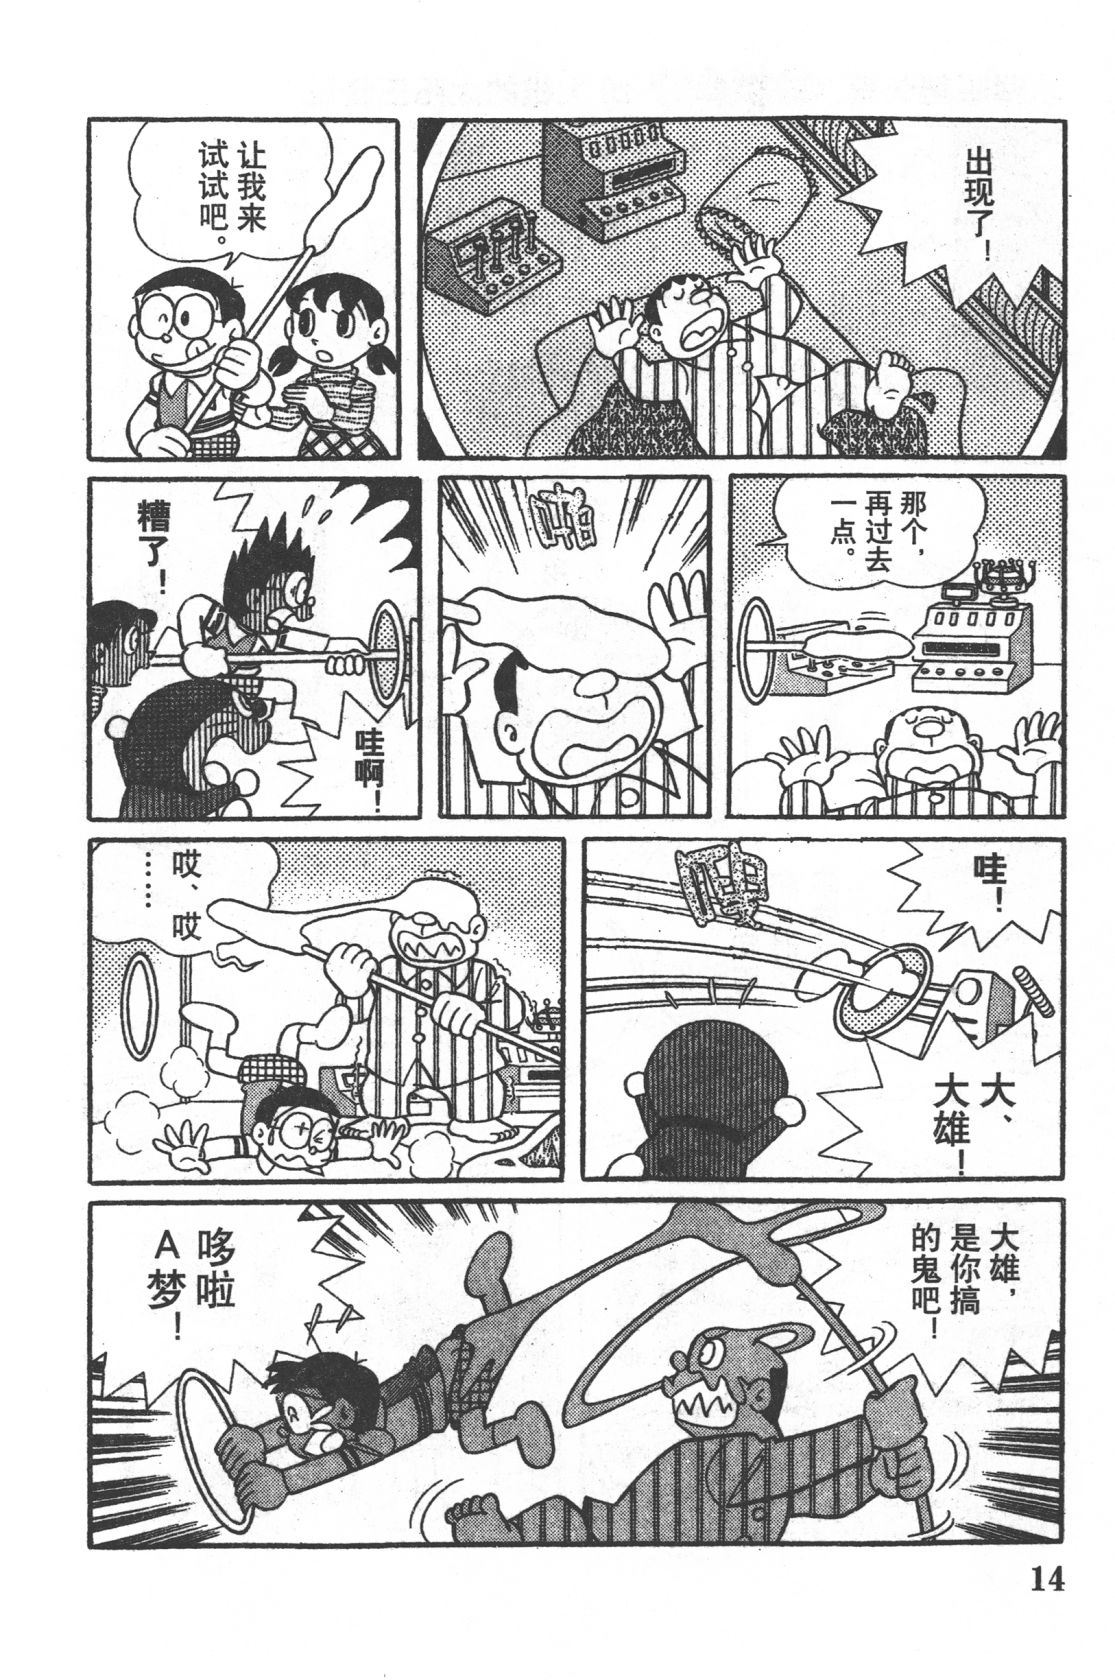 出现了！
让我来
试试吧。
那个，
再过去
一点。
啪
哇啊！
糟了！
哇！
大、
大雄！
哎、哎
……
大雄，
是你搞
的鬼吧！
哆啦
A梦！
14